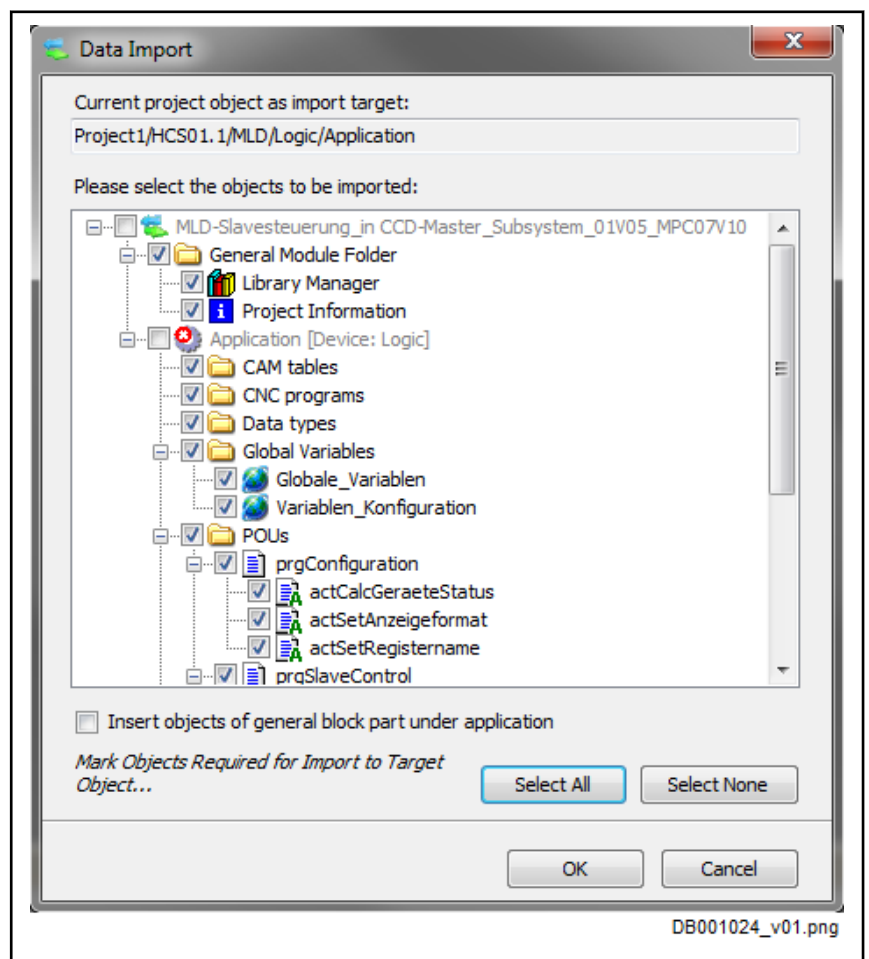 Data Import
Current project object as import target:
Project1/HCS01.1/MLD/Logic/Application
Please select the objects to be imported:
MLD-Slavesteuerung_in CCD-Master_Subsystem_01V05_MPC07V10
General Module Folder
Library Manager
Project Information
Application [Device: Logic]
CAM tables
CNC programs
Data types
Global Variables
Globale_Variablen
Variablen_Konfiguration
POUs
prgConfiguration
actCalcGeraeteStatus
actSetAnzeigeformat
actSetRegistername
prgSlaveControl
Insert objects of general block part under application
Mark Objects Required for Import to Target
Object...
Select All Select None
OK Cancel
DB001024_v01.png